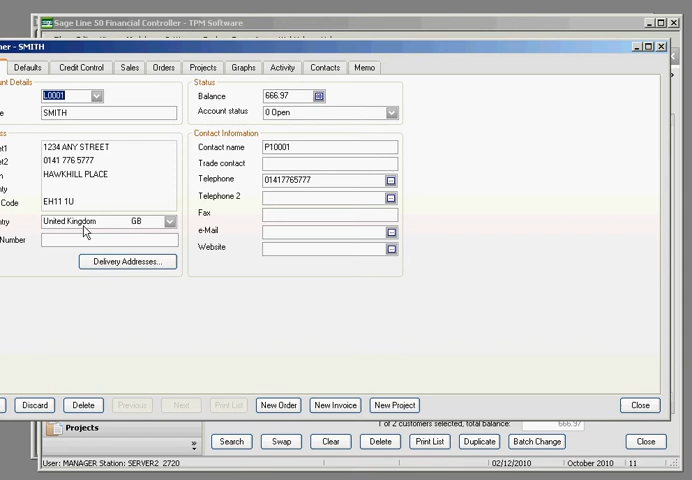 Sage Line 50 Financial Controller - TPM Software
ner - SMITH
Defaults Credit Control Sales Orders Projects Graphs Activity Contacts Memo
ount Details
L0001
e SMITH
Status
Balance 666.97
Account status 0 Open
ess
et1 1234 ANY STREET
et2 0141 776 5777
n HAWKHILL PLACE
nty
Code EH11 1U
ntry United Kingdom GB
Number
Delivery Addresses...
Contact Information
Contact name P10001
Trade contact
Telephone 01417765777
Telephone 2
Fax
e-Mail
Website
Discard Delete Previous Next Print List New Order New Invoice New Project Close
Projects
1 of 2 customers selected, total balance: 666.97
Search Swap Clear Delete Print List Duplicate Batch Change Close
User: MANAGER Station: SERVER2 2720 02/12/2010 October 2010 11